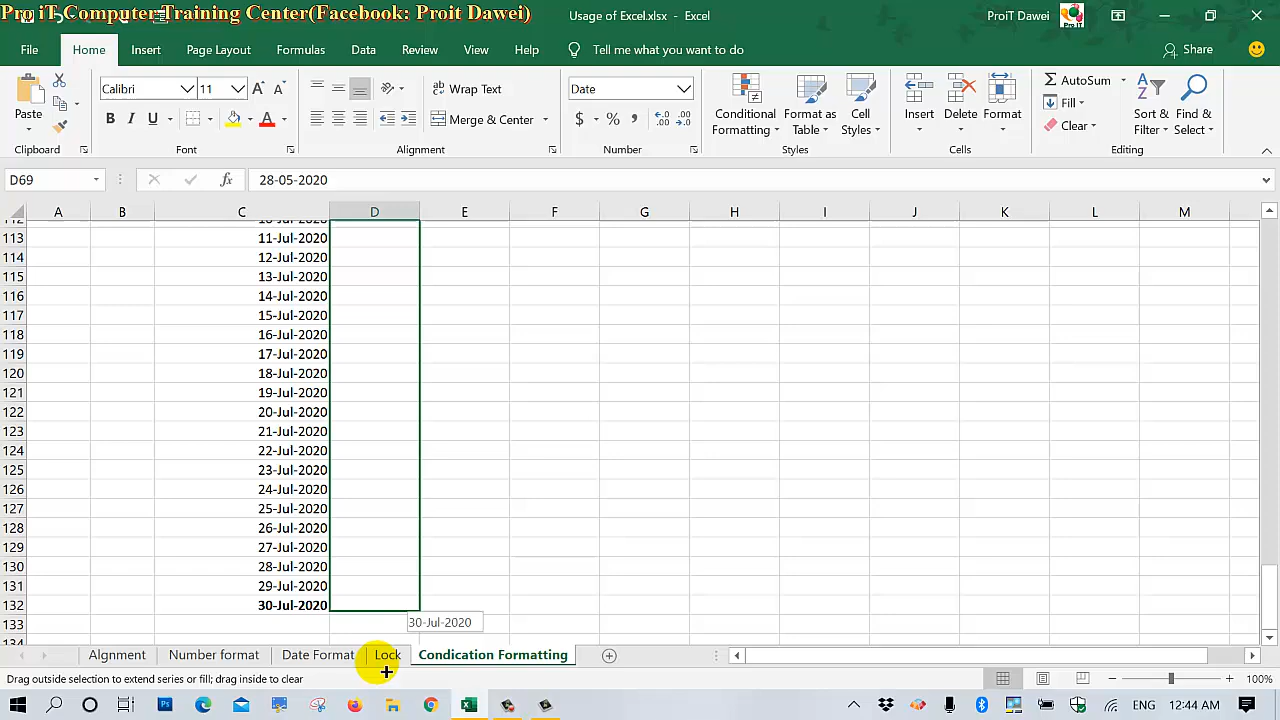 Pro iT Computer Training Center(Facebook: Proit Dawei)
Usage of Excel.xlsx - Excel
ProiT Dawei
File Home Insert Page Layout Formulas Data Review View Help Tell me what you want to do Share
Calibri 11 Wrap Text Date AutoSum
Paste Merge & Center $ % , Conditional Formatting Format as Table Cell Styles Insert Delete Format Fill Clear Sort & Filter Find & Select
B I U A
Clipboard Font Alignment Number Styles Cells Editing
D69 fx 28-05-2020
A B C D E F G H I J K L M
113 11-Jul-2020
114 12-Jul-2020
115 13-Jul-2020
116 14-Jul-2020
117 15-Jul-2020
118 16-Jul-2020
119 17-Jul-2020
120 18-Jul-2020
121 19-Jul-2020
122 20-Jul-2020
123 21-Jul-2020
124 22-Jul-2020
125 23-Jul-2020
126 24-Jul-2020
127 25-Jul-2020
128 26-Jul-2020
129 27-Jul-2020
130 28-Jul-2020
131 29-Jul-2020
132 30-Jul-2020
133 30-Jul-2020
Alignment Number format Date Format Lock Condication Formatting
Drag outside selection to extend series or fill; drag inside to clear 100%
ENG 12:44 AM